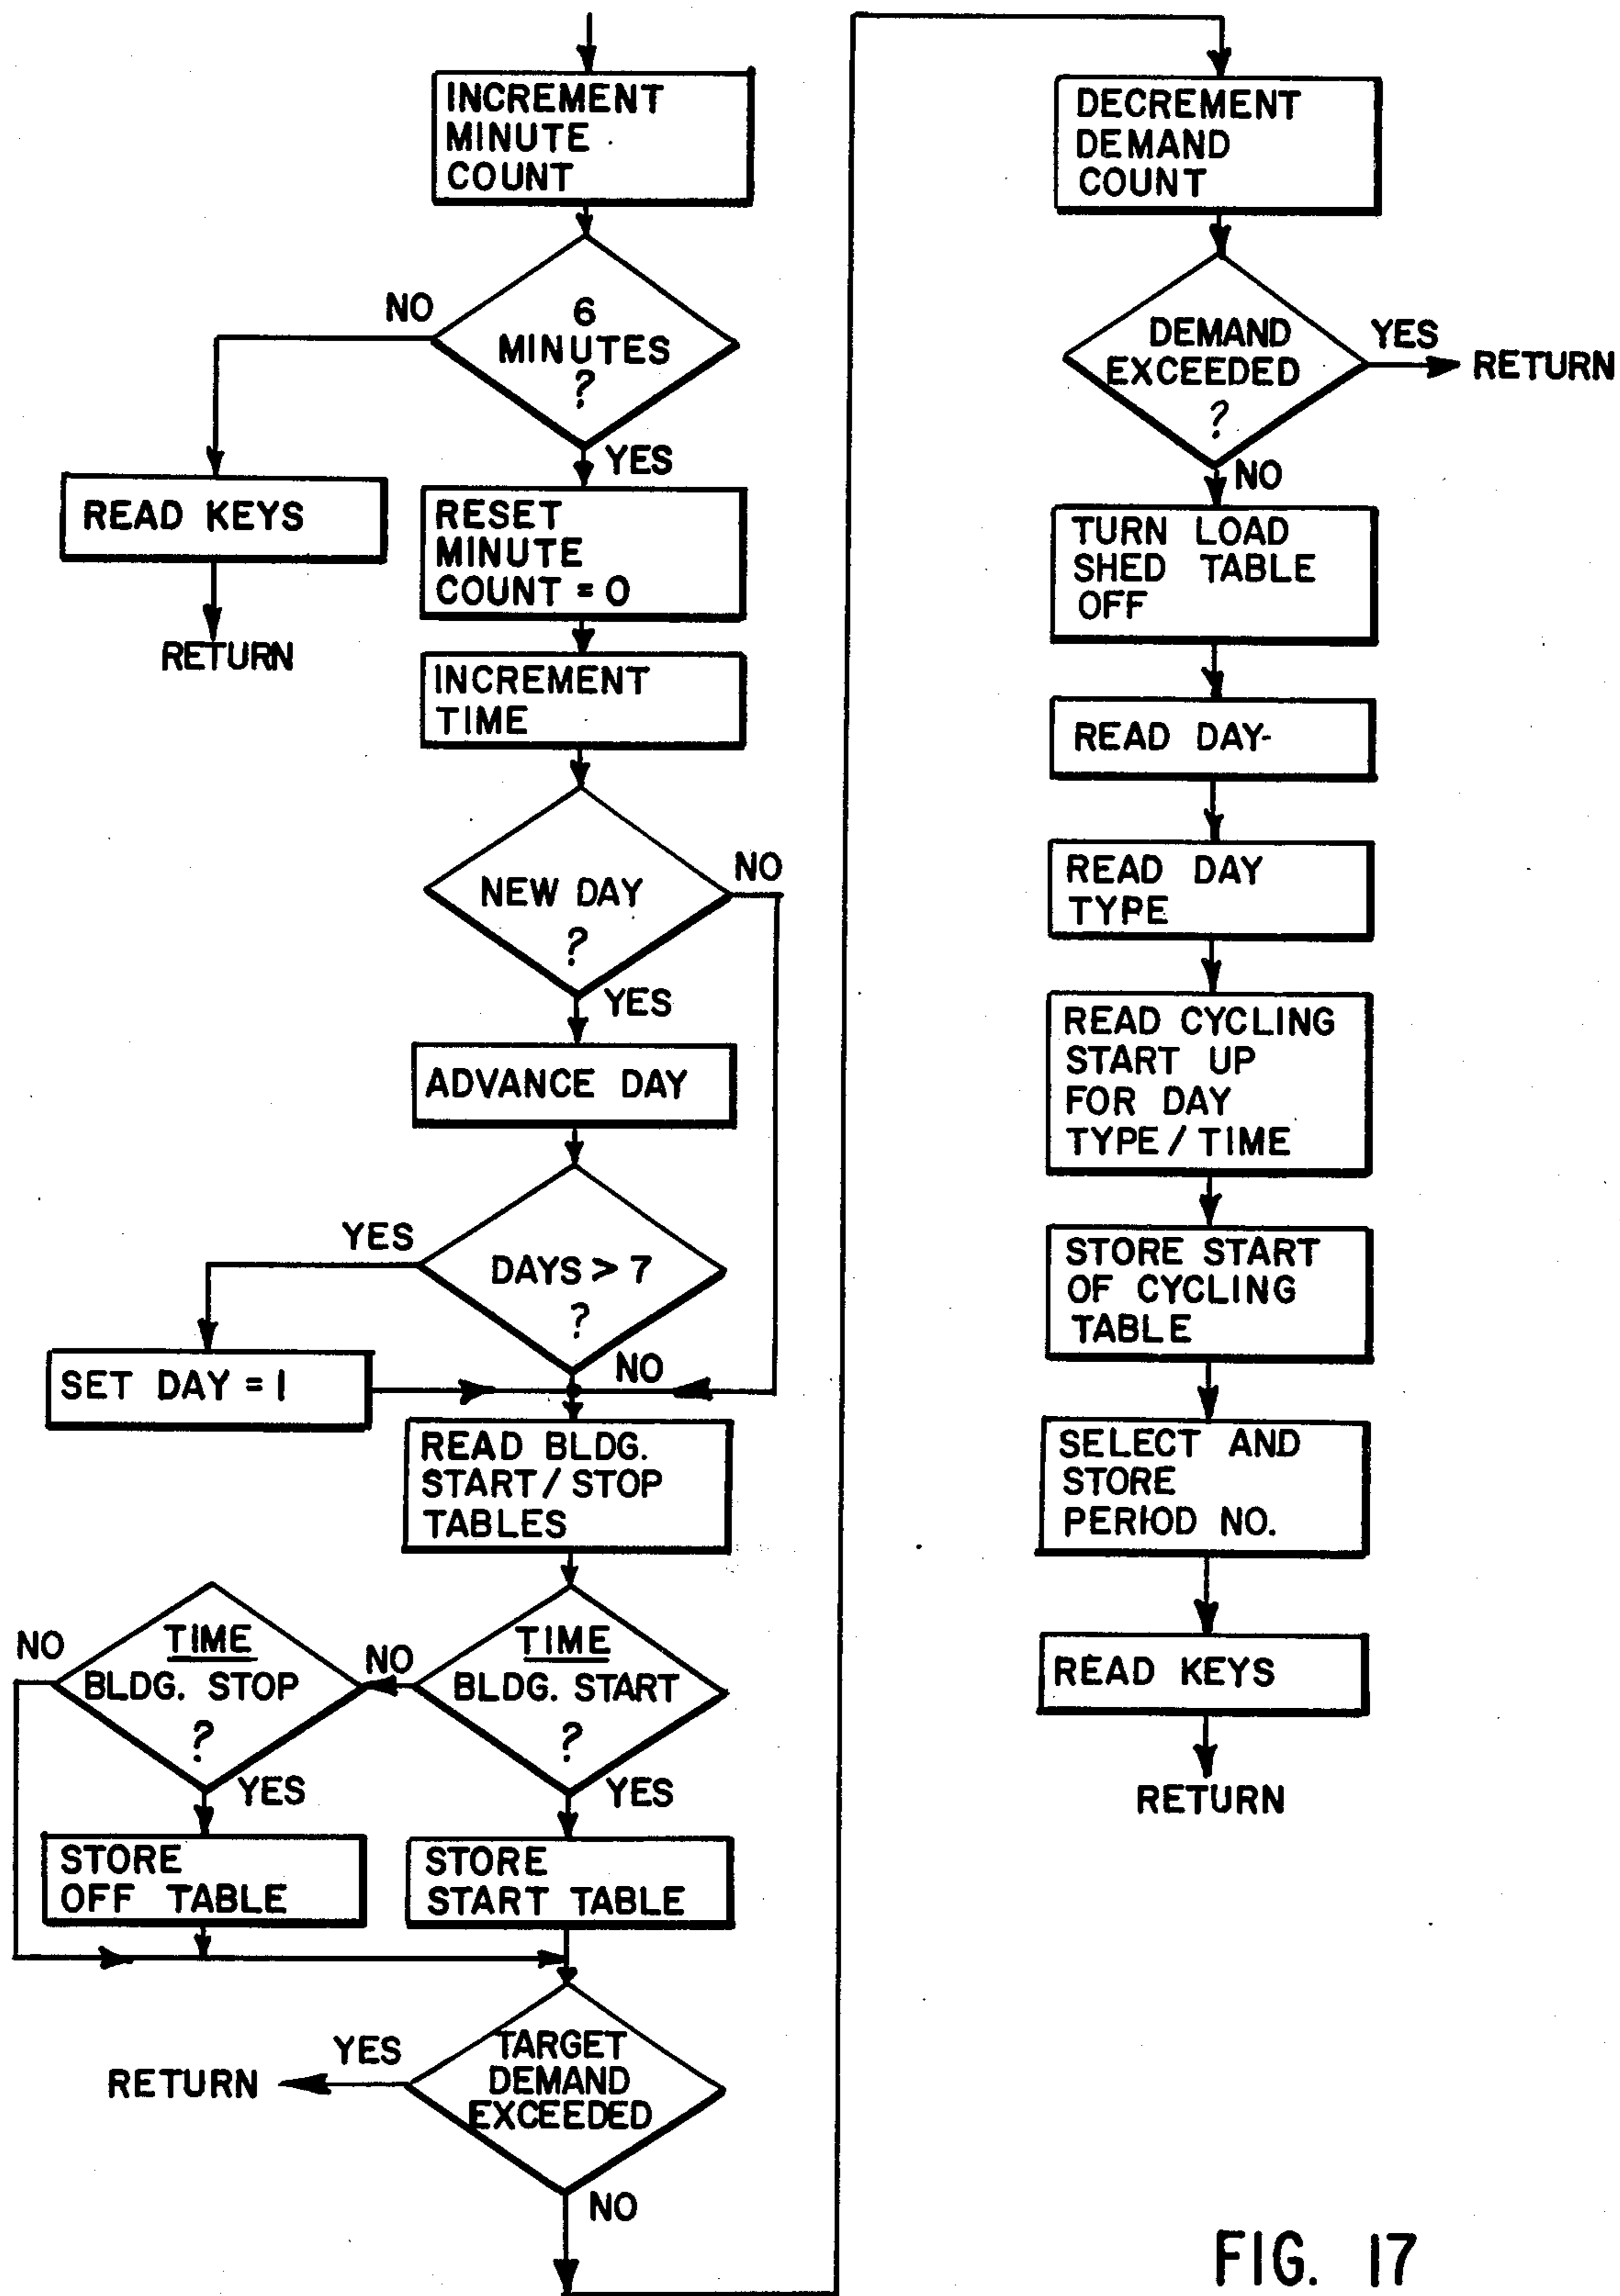 INCREMENT
MINUTE
COUNT
NO
6
MINUTES
?
YES
READ KEYS
RETURN
RESET
MINUTE
COUNT = 0
INCREMENT
TIME
NEW DAY
?
NO
YES
ADVANCE DAY
YES
DAYS > 7
?
NO
SET DAY = 1
READ BLDG.
START / STOP
TABLES
NO
TIME
BLDG. STOP
?
YES
NO
TIME
BLDG. START
?
YES
STORE
OFF TABLE
STORE
START TABLE
RETURN
YES
TARGET
DEMAND
EXCEEDED
NO
DECREMENT
DEMAND
COUNT
DEMAND
EXCEEDED
?
YES
RETURN
NO
TURN LOAD
SHED TABLE
OFF
READ DAY
READ DAY
TYPE
READ CYCLING
START UP
FOR DAY
TYPE / TIME
STORE START
OF CYCLING
TABLE
SELECT AND
STORE
PERIOD NO.
READ KEYS
RETURN
FIG. 17